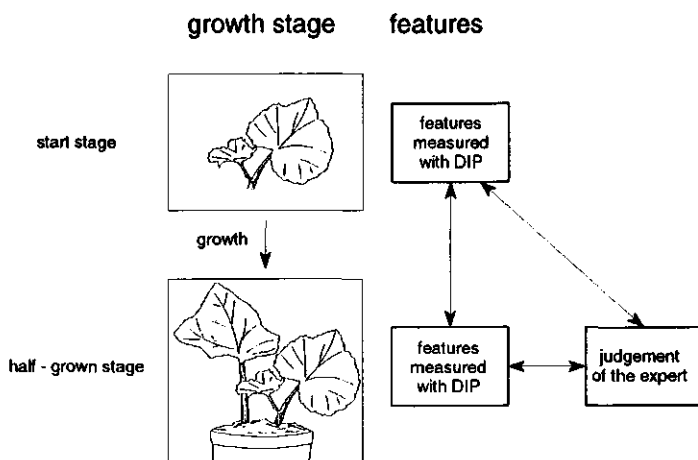 growth stage features
start stage
features
measured
with DIP
growth
half - grown stage
features
measured
with DIP
judgement
of the expert